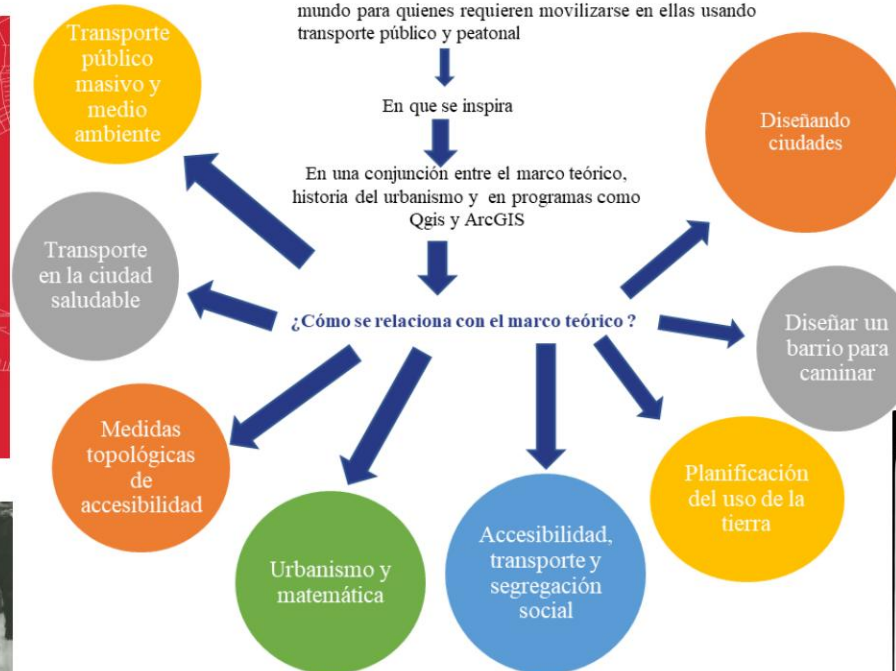 mundo para quienes requieren movilizarse en ellas usando
transporte público y peatonal
En que se inspira
En una conjunción entre el marco teórico,
historia del urbanismo y en programas como
Qgis y ArcGIS
¿Cómo se relaciona con el marco teórico ?
Transporte
público
masivo y
medio
ambiente
Transporte
en la ciudad
saludable
Medidas
topológicas
de
accesibilidad
Urbanismo y
matemática
Accesibilidad,
transporte y
segregación
social
Planificación
del uso de la
tierra
Diseñar un
barrio para
caminar
Diseñando
ciudades